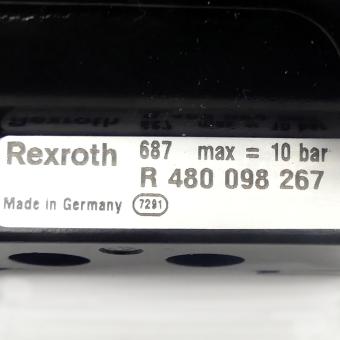 Rexroth 687 max = 10 bar
R 480 098 267
Made in Germany 7291